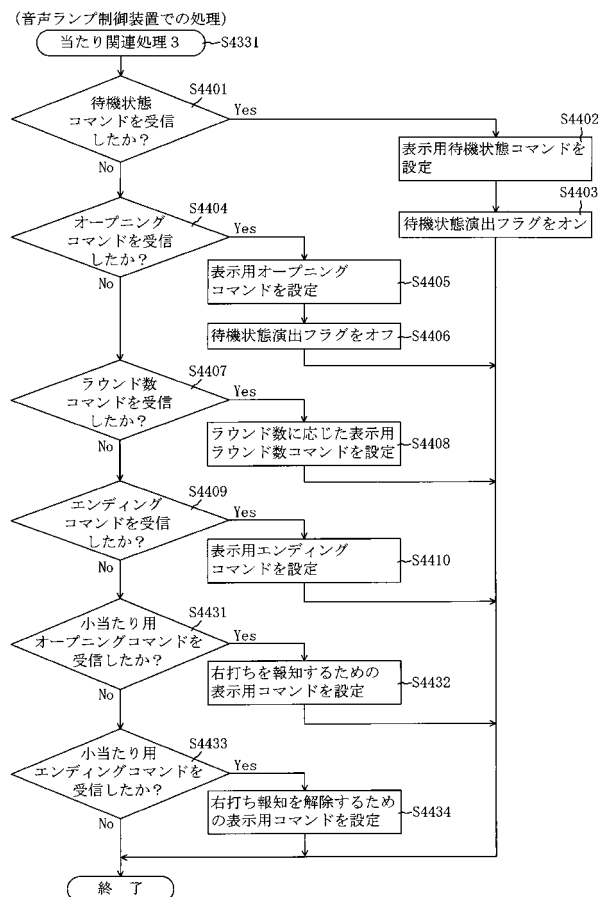 (音声ランプ制御装置での処理)
当たり関連処理3
S4331
S4401
待機状態
コマンドを受信
したか?
Yes
No
S4402
表示用待機状態コマンドを
設定
S4403
待機状態演出フラグをオン
S4404
オープニング
コマンドを受信
したか?
Yes
No
表示用オープニング
コマンドを設定
S4405
待機状態演出フラグをオフ
S4406
S4407
ラウンド数
コマンドを受信
したか?
Yes
No
ラウンド数に応じた表示用
ラウンド数コマンドを設定
S4408
S4409
エンディング
コマンドを受信
したか?
Yes
No
表示用エンディング
コマンドを設定
S4410
S4431
小当たり用
オープニングコマンドを
受信したか?
Yes
No
右打ちを報知するための
表示用コマンドを設定
S4432
S4433
小当たり用
エンディングコマンドを
受信したか?
Yes
No
右打ち報知を解除するため
の表示用コマンドを設定
S4434
終 了